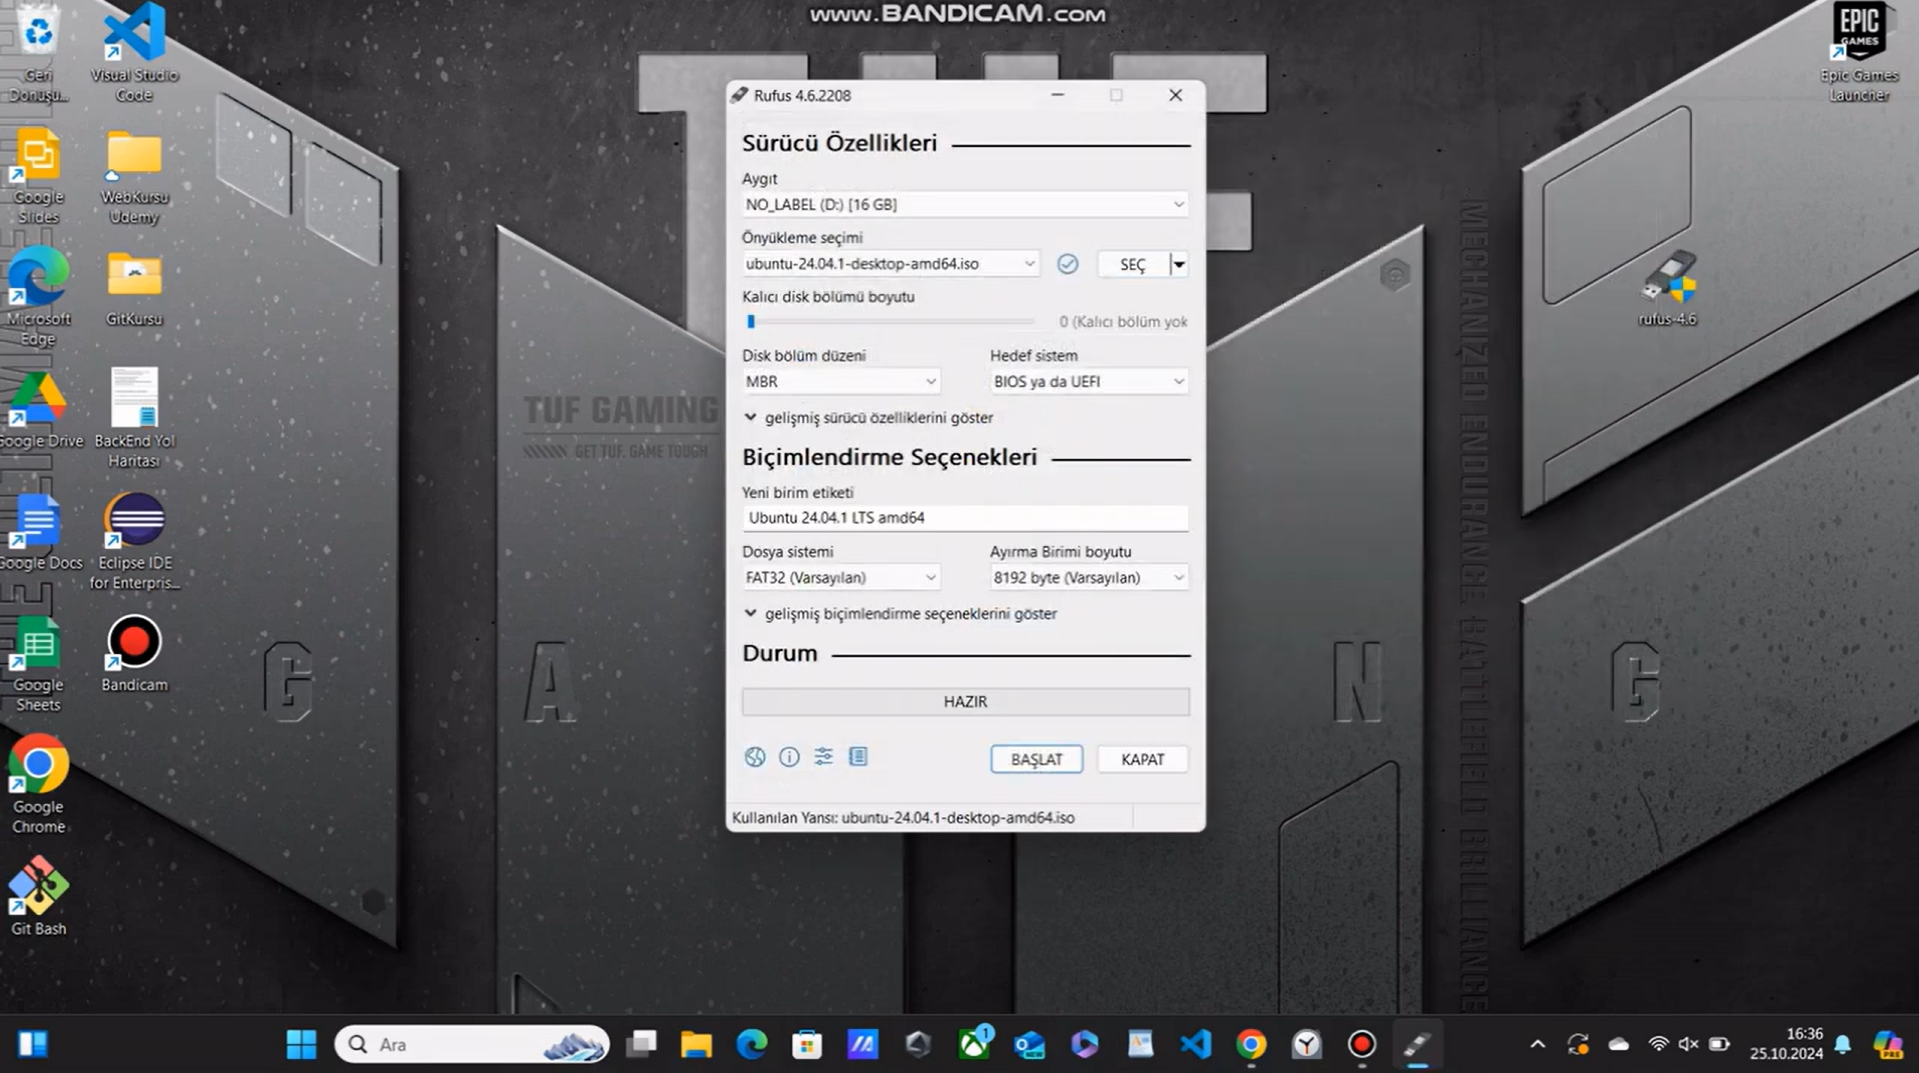 www.BANDICAM.com
Geri
Dönüşü...
Visual Studio
Code
Google
Slides
WebKursu
Udemy
Microsoft
Edge
GitKursu
Google Drive
BackEnd Yol
Haritası
Google Docs
Eclipse IDE
for Enterpris...
Google
Sheets
Bandicam
Google
Chrome
Git Bash
EPIC
GAMES
Epic Games
Launcher
rufus-4.6
TUF GAMING
GET TUF. GAME TOUGH
G
A
N
G
MECHANIZED ENDURANCE BATTLEFIELD BRILLIANCE
Rufus 4.6.2208
Sürücü Özellikleri
Aygıt
NO_LABEL (D:) [16 GB]
Önyükleme seçimi
ubuntu-24.04.1-desktop-amd64.iso
SEÇ
Kalıcı disk bölümü boyutu
0 (Kalıcı bölüm yok
Disk bölüm düzeni
Hedef sistem
MBR
BIOS ya da UEFI
gelişmiş sürücü özelliklerini göster
Biçimlendirme Seçenekleri
Yeni birim etiketi
Ubuntu 24.04.1 LTS amd64
Dosya sistemi
Ayırma Birimi boyutu
FAT32 (Varsayılan)
8192 byte (Varsayılan)
gelişmiş biçimlendirme seçeneklerini göster
Durum
HAZIR
BAŞLAT
KAPAT
Kullanılan Yansı: ubuntu-24.04.1-desktop-amd64.iso
Ara
1
NEW
16:36
25.10.2024
PRE